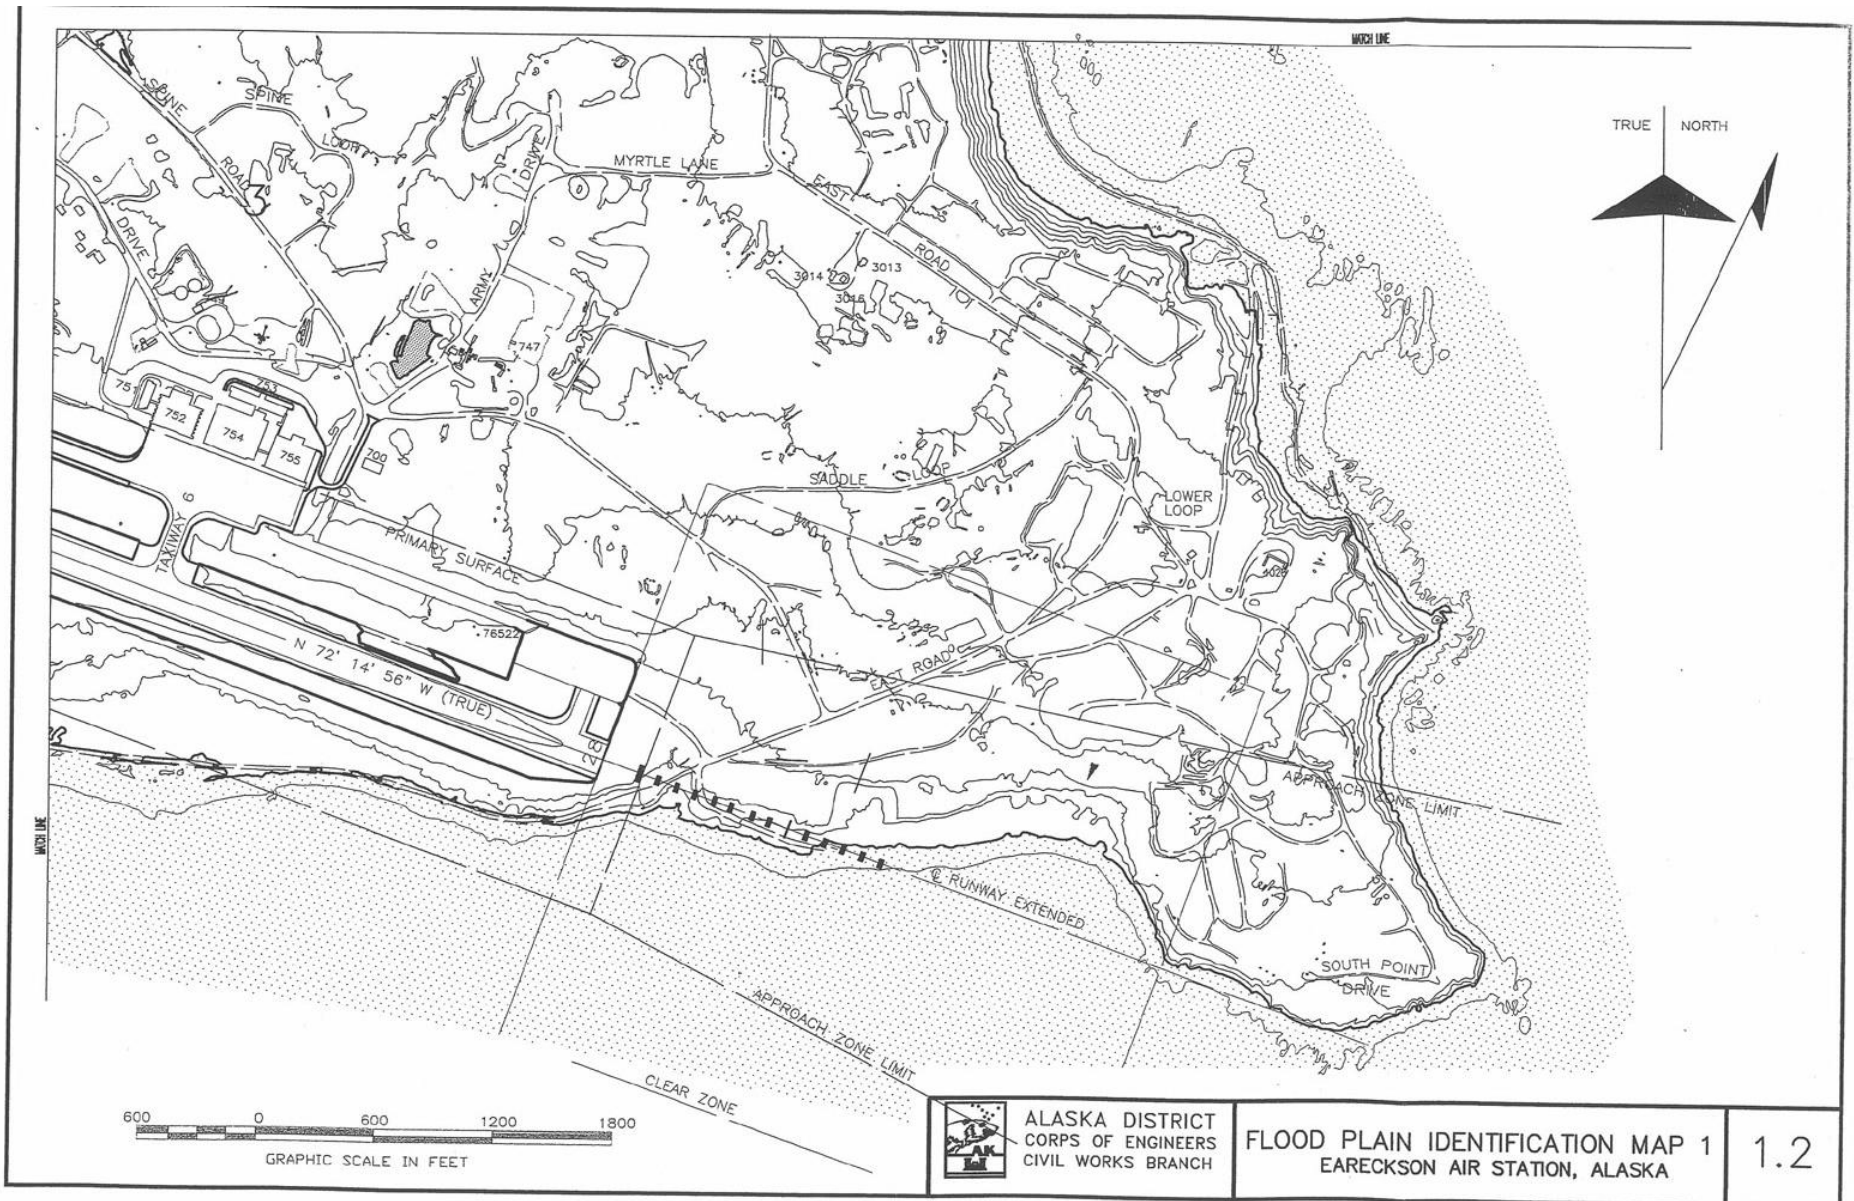 MATCH LINE
TRUE NORTH
SPINE
ROAD
SPINE
LOOP
DRIVE
MYRTLE LANE
DRIVE
ARMY
EAST
ROAD
3014
3013
3016
747
751
752
753
754
755
700
SADDLE LOOP
LOWER
LOOP
TAXIWAY 6
PRIMARY SURFACE
76522
N 72' 14' 56" W (TRUE)
28
EAST ROAD
APPROACH ZONE LIMIT
MATCH LINE
℄ RUNWAY EXTENDED
SOUTH POINT
DRIVE
APPROACH ZONE LIMIT
CLEAR ZONE
600 0 600 1200 1800
GRAPHIC SCALE IN FEET
AK
ALASKA DISTRICT
CORPS OF ENGINEERS
CIVIL WORKS BRANCH
FLOOD PLAIN IDENTIFICATION MAP 1
EARECKSON AIR STATION, ALASKA
1.2